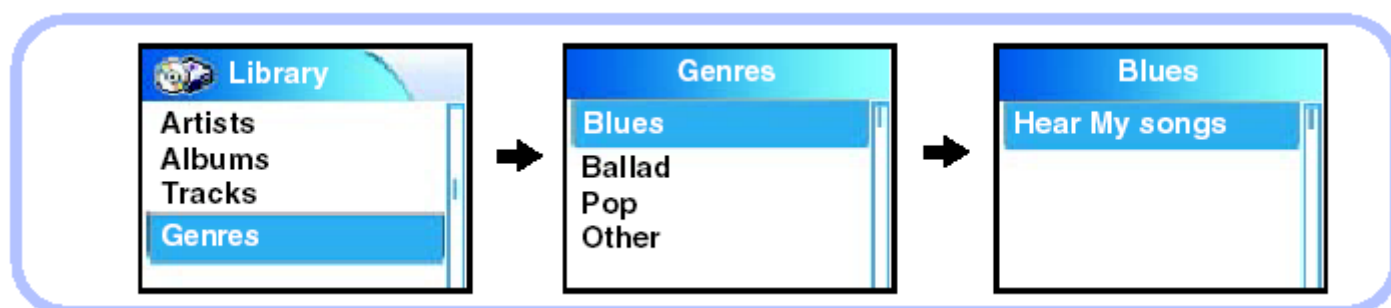 Library
Artists
Albums
Tracks
Genres
Genres
Blues
Ballad
Pop
Other
Blues
Hear My songs